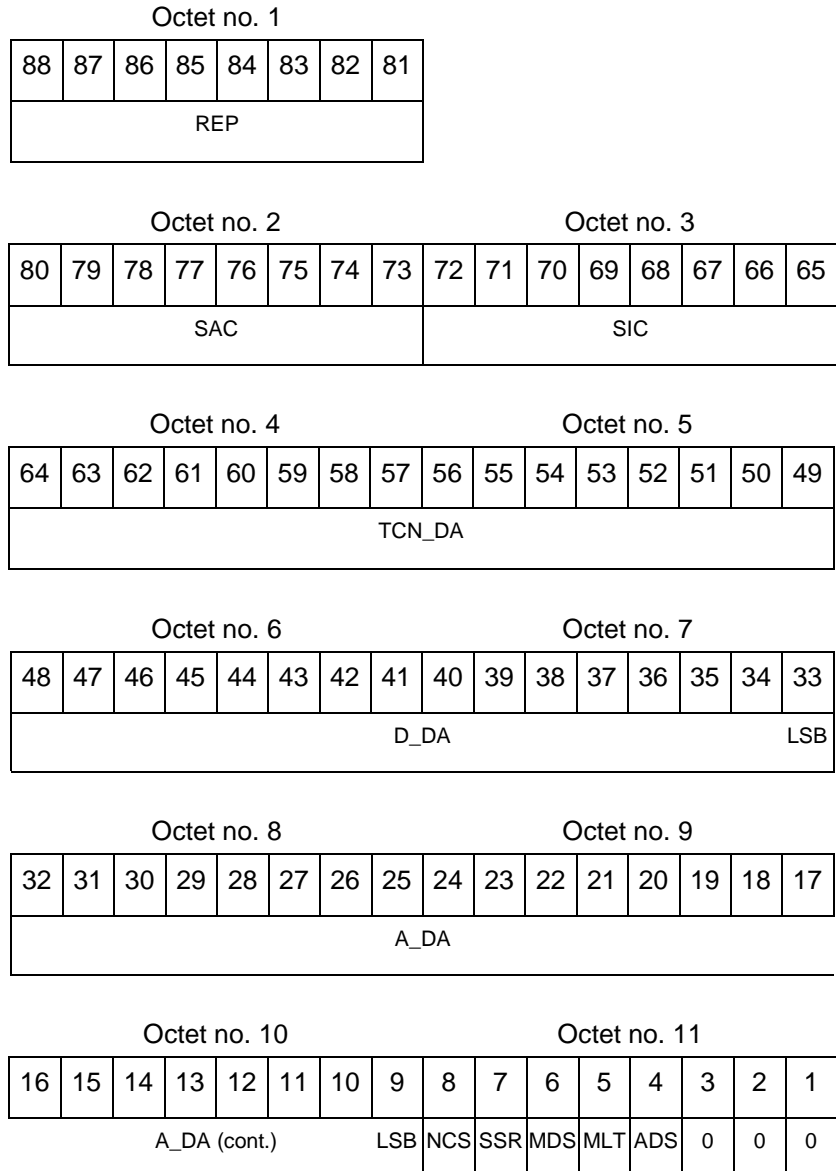 Octet no. 1
88 87 86 85 84 83 82 81
REP
Octet no. 2 Octet no. 3
80 79 78 77 76 75 74 73 72 71 70 69 68 67 66 65
SAC SIC
Octet no. 4 Octet no. 5
64 63 62 61 60 59 58 57 56 55 54 53 52 51 50 49
TCN_DA
Octet no. 6 Octet no. 7
48 47 46 45 44 43 42 41 40 39 38 37 36 35 34 33
D_DA LSB
Octet no. 8 Octet no. 9
32 31 30 29 28 27 26 25 24 23 22 21 20 19 18 17
A_DA
Octet no. 10 Octet no. 11
16 15 14 13 12 11 10 9 8 7 6 5 4 3 2 1
A_DA (cont.) LSB NCS SSR MDS MLT ADS 0 0 0